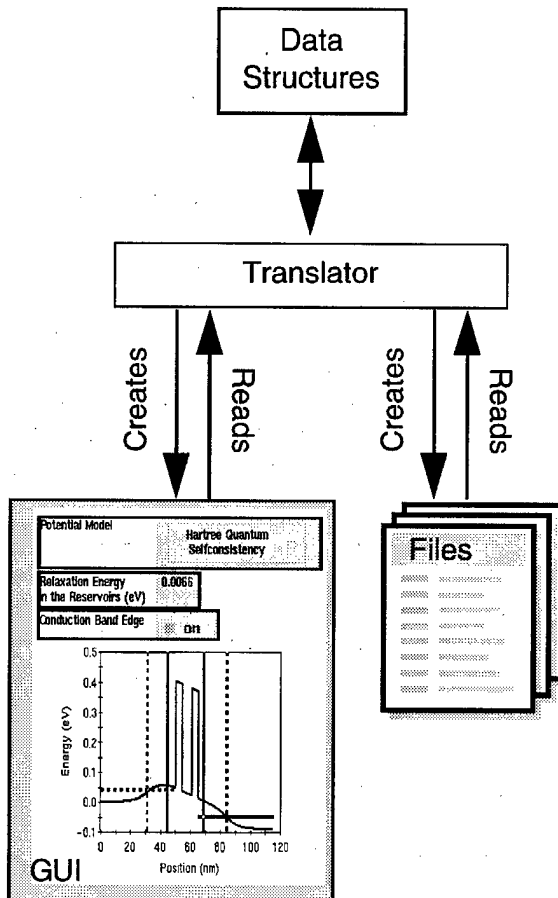 Data
Structures
Translator
Creates
Reads
Creates
Reads
Potential Model
Hartree Quantum
Selfconsistency
Relaxation Energy
in the Reservoirs (eV)
0.0066
Conduction Band Edge
on
Energy (eV)
0.5
0.4
0.3
0.2
0.1
0.0
-0.1
0
20
40
60
80
100
120
Position (nm)
GUI
Files